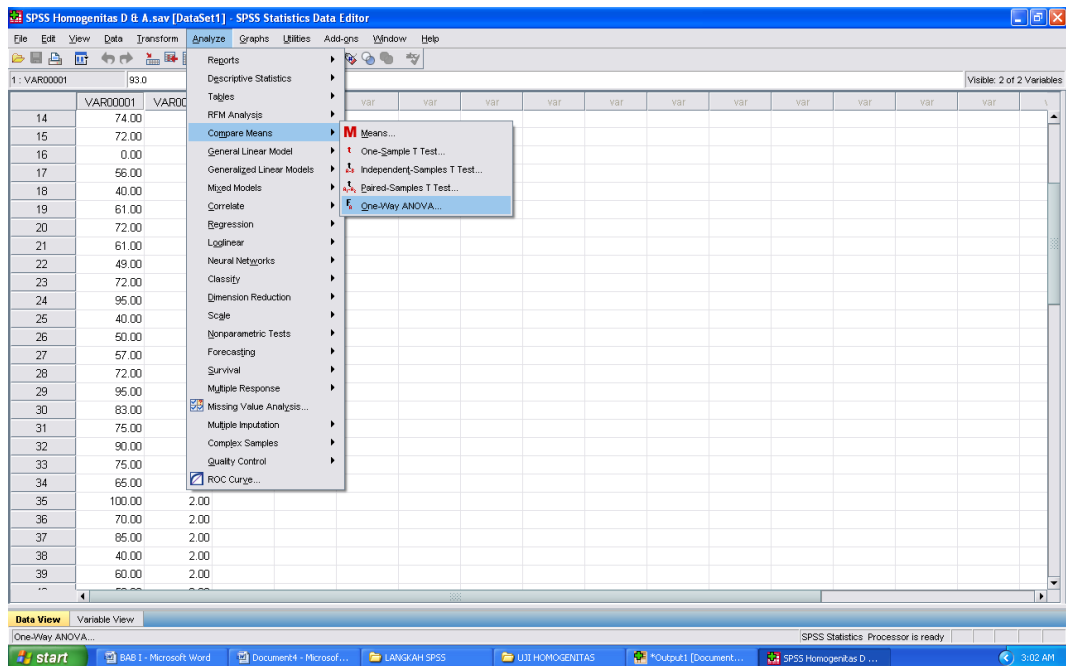 SPSS Homogenitas D & A.sav [DataSet1] - SPSS Statistics Data Editor
File Edit View Data Transform Analyze Graphs Utilities Add-ons Window Help
1 : VAR00001 93.0 Visible: 2 of 2 Variables
VAR00001 VAR00 var var var var var var var var var var var
14 74.00
15 72.00
16 0.00
17 56.00
18 40.00
19 61.00
20 72.00
21 61.00
22 49.00
23 72.00
24 95.00
25 40.00
26 50.00
27 57.00
28 72.00
29 95.00
30 83.00
31 75.00
32 90.00
33 75.00
34 65.00
35 100.00 2.00
36 70.00 2.00
37 85.00 2.00
38 40.00 2.00
39 60.00 2.00
Reports
Descriptive Statistics
Tables
RFM Analysis
Compare Means
General Linear Model
Generalized Linear Models
Mixed Models
Correlate
Regression
Loglinear
Neural Networks
Classify
Dimension Reduction
Scale
Nonparametric Tests
Forecasting
Survival
Multiple Response
Missing Value Analysis...
Multiple Imputation
Complex Samples
Quality Control
ROC Curve...
M Means...
t One-Sample T Test...
Independent-Samples T Test...
Paired-Samples T Test...
One-Way ANOVA...
Data View Variable View
One-Way ANOVA... SPSS Statistics Processor is ready
start BAB I - Microsoft Word Document4 - Microsof... LANGKAH SPSS UJI HOMOGENITAS *Output1 [Document... SPSS Homogenitas D ... 3:02 AM